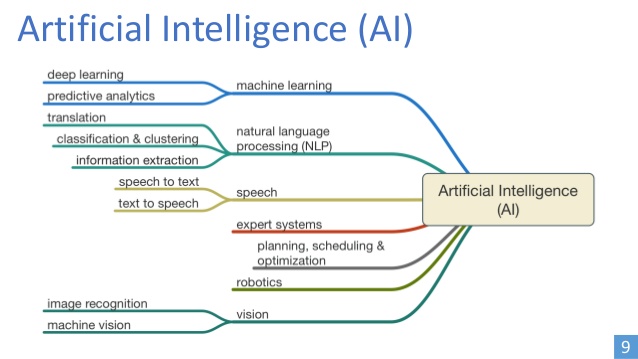 Artificial Intelligence (AI)
deep learning
predictive analytics
machine learning
translation
classification & clustering
information extraction
natural language
processing (NLP)
speech to text
text to speech
speech
expert systems
planning, scheduling &
optimization
robotics
image recognition
machine vision
vision
Artificial Intelligence
(AI)
9